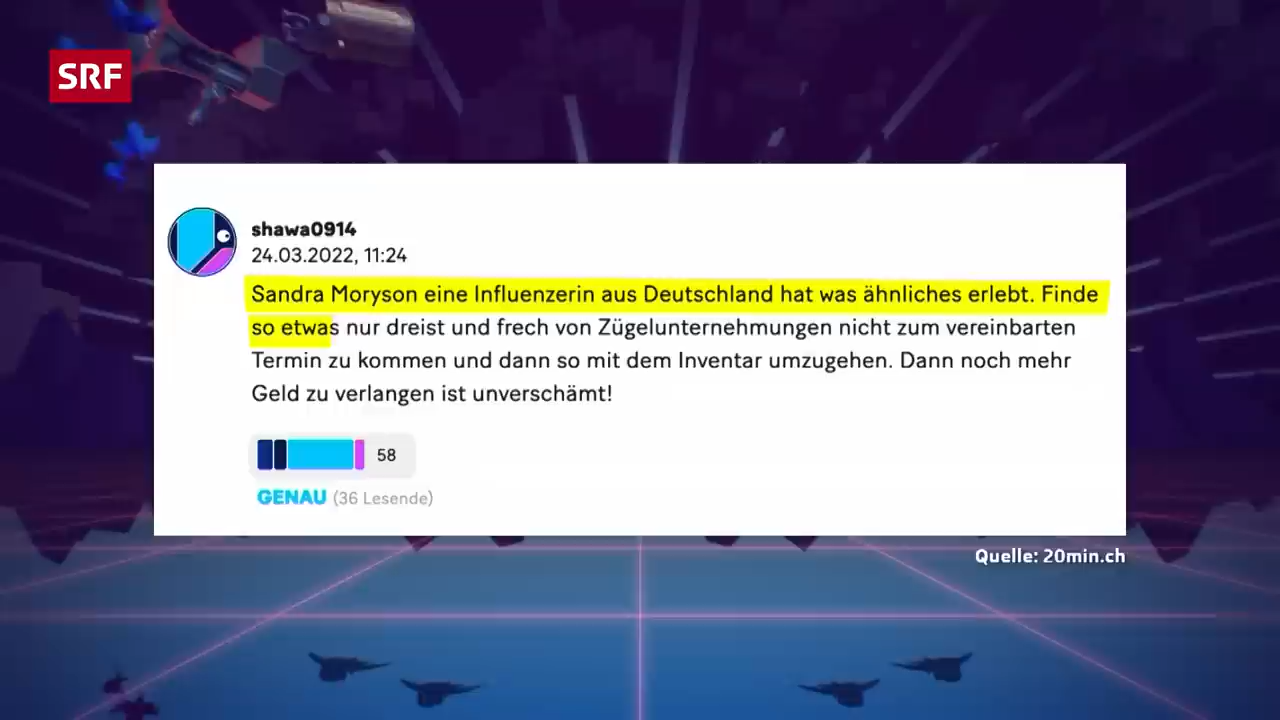 SRF
shawa0914
24.03.2022, 11:24
Sandra Moryson eine Influenzerin aus Deutschland hat was ähnliches erlebt. Finde
so etwas nur dreist und frech von Zügelunternehmungen nicht zum vereinbarten
Termin zu kommen und dann so mit dem Inventar umzugehen. Dann noch mehr
Geld zu verlangen ist unverschämt!
58
GENAU (36 Lesende)
Quelle: 20min.ch